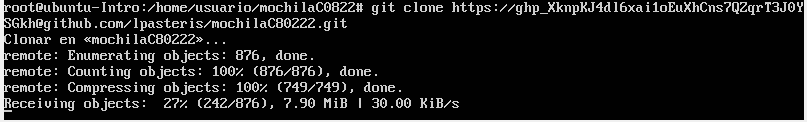 root@ubuntu-Intro:/home/usuario/mochilaC0822# git clone https://ghp_XknpKJ4dl6xai1oEuXhCns7QZqrT3J0Y
SGkh@github.com/lpasteris/mochilaC80222.git
Clonar en «mochilaC80222»...
remote: Enumerating objects: 876, done.
remote: Counting objects: 100% (876/876), done.
remote: Compressing objects: 100% (749/749), done.
Receiving objects:  27% (242/876), 7.90 MiB | 30.00 KiB/s